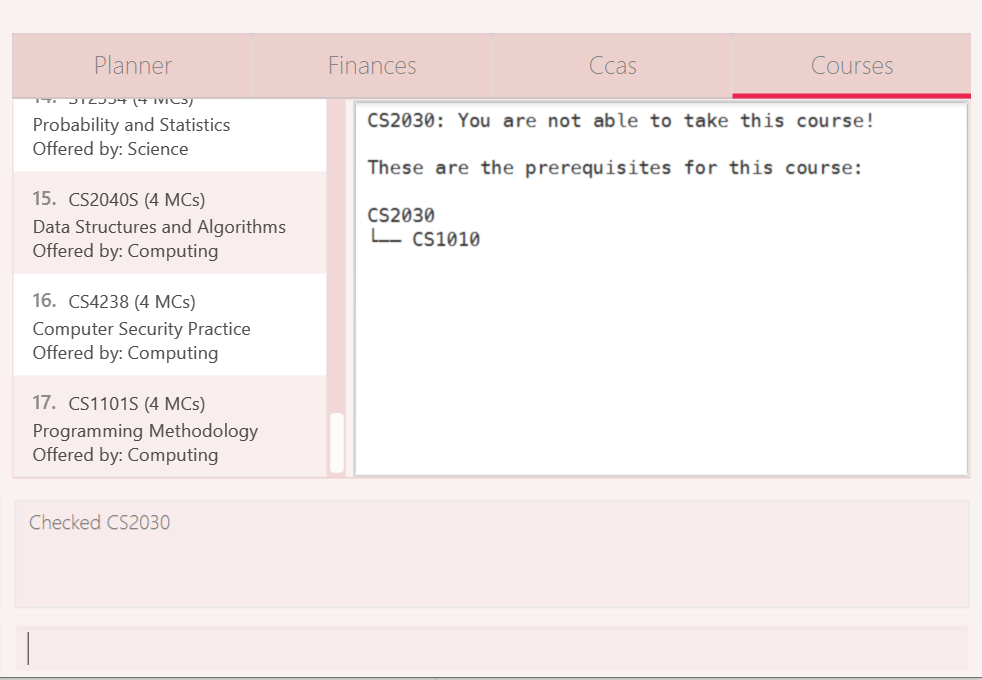 Planner
Finances
Ccas
Courses
14. ST2334 (4 MCs)
Probability and Statistics
Offered by: Science
15. CS2040S (4 MCs)
Data Structures and Algorithms
Offered by: Computing
16. CS4238 (4 MCs)
Computer Security Practice
Offered by: Computing
17. CS1101S (4 MCs)
Programming Methodology
Offered by: Computing
CS2030: You are not able to take this course!
These are the prerequisites for this course:
CS2030
└── CS1010
Checked CS2030